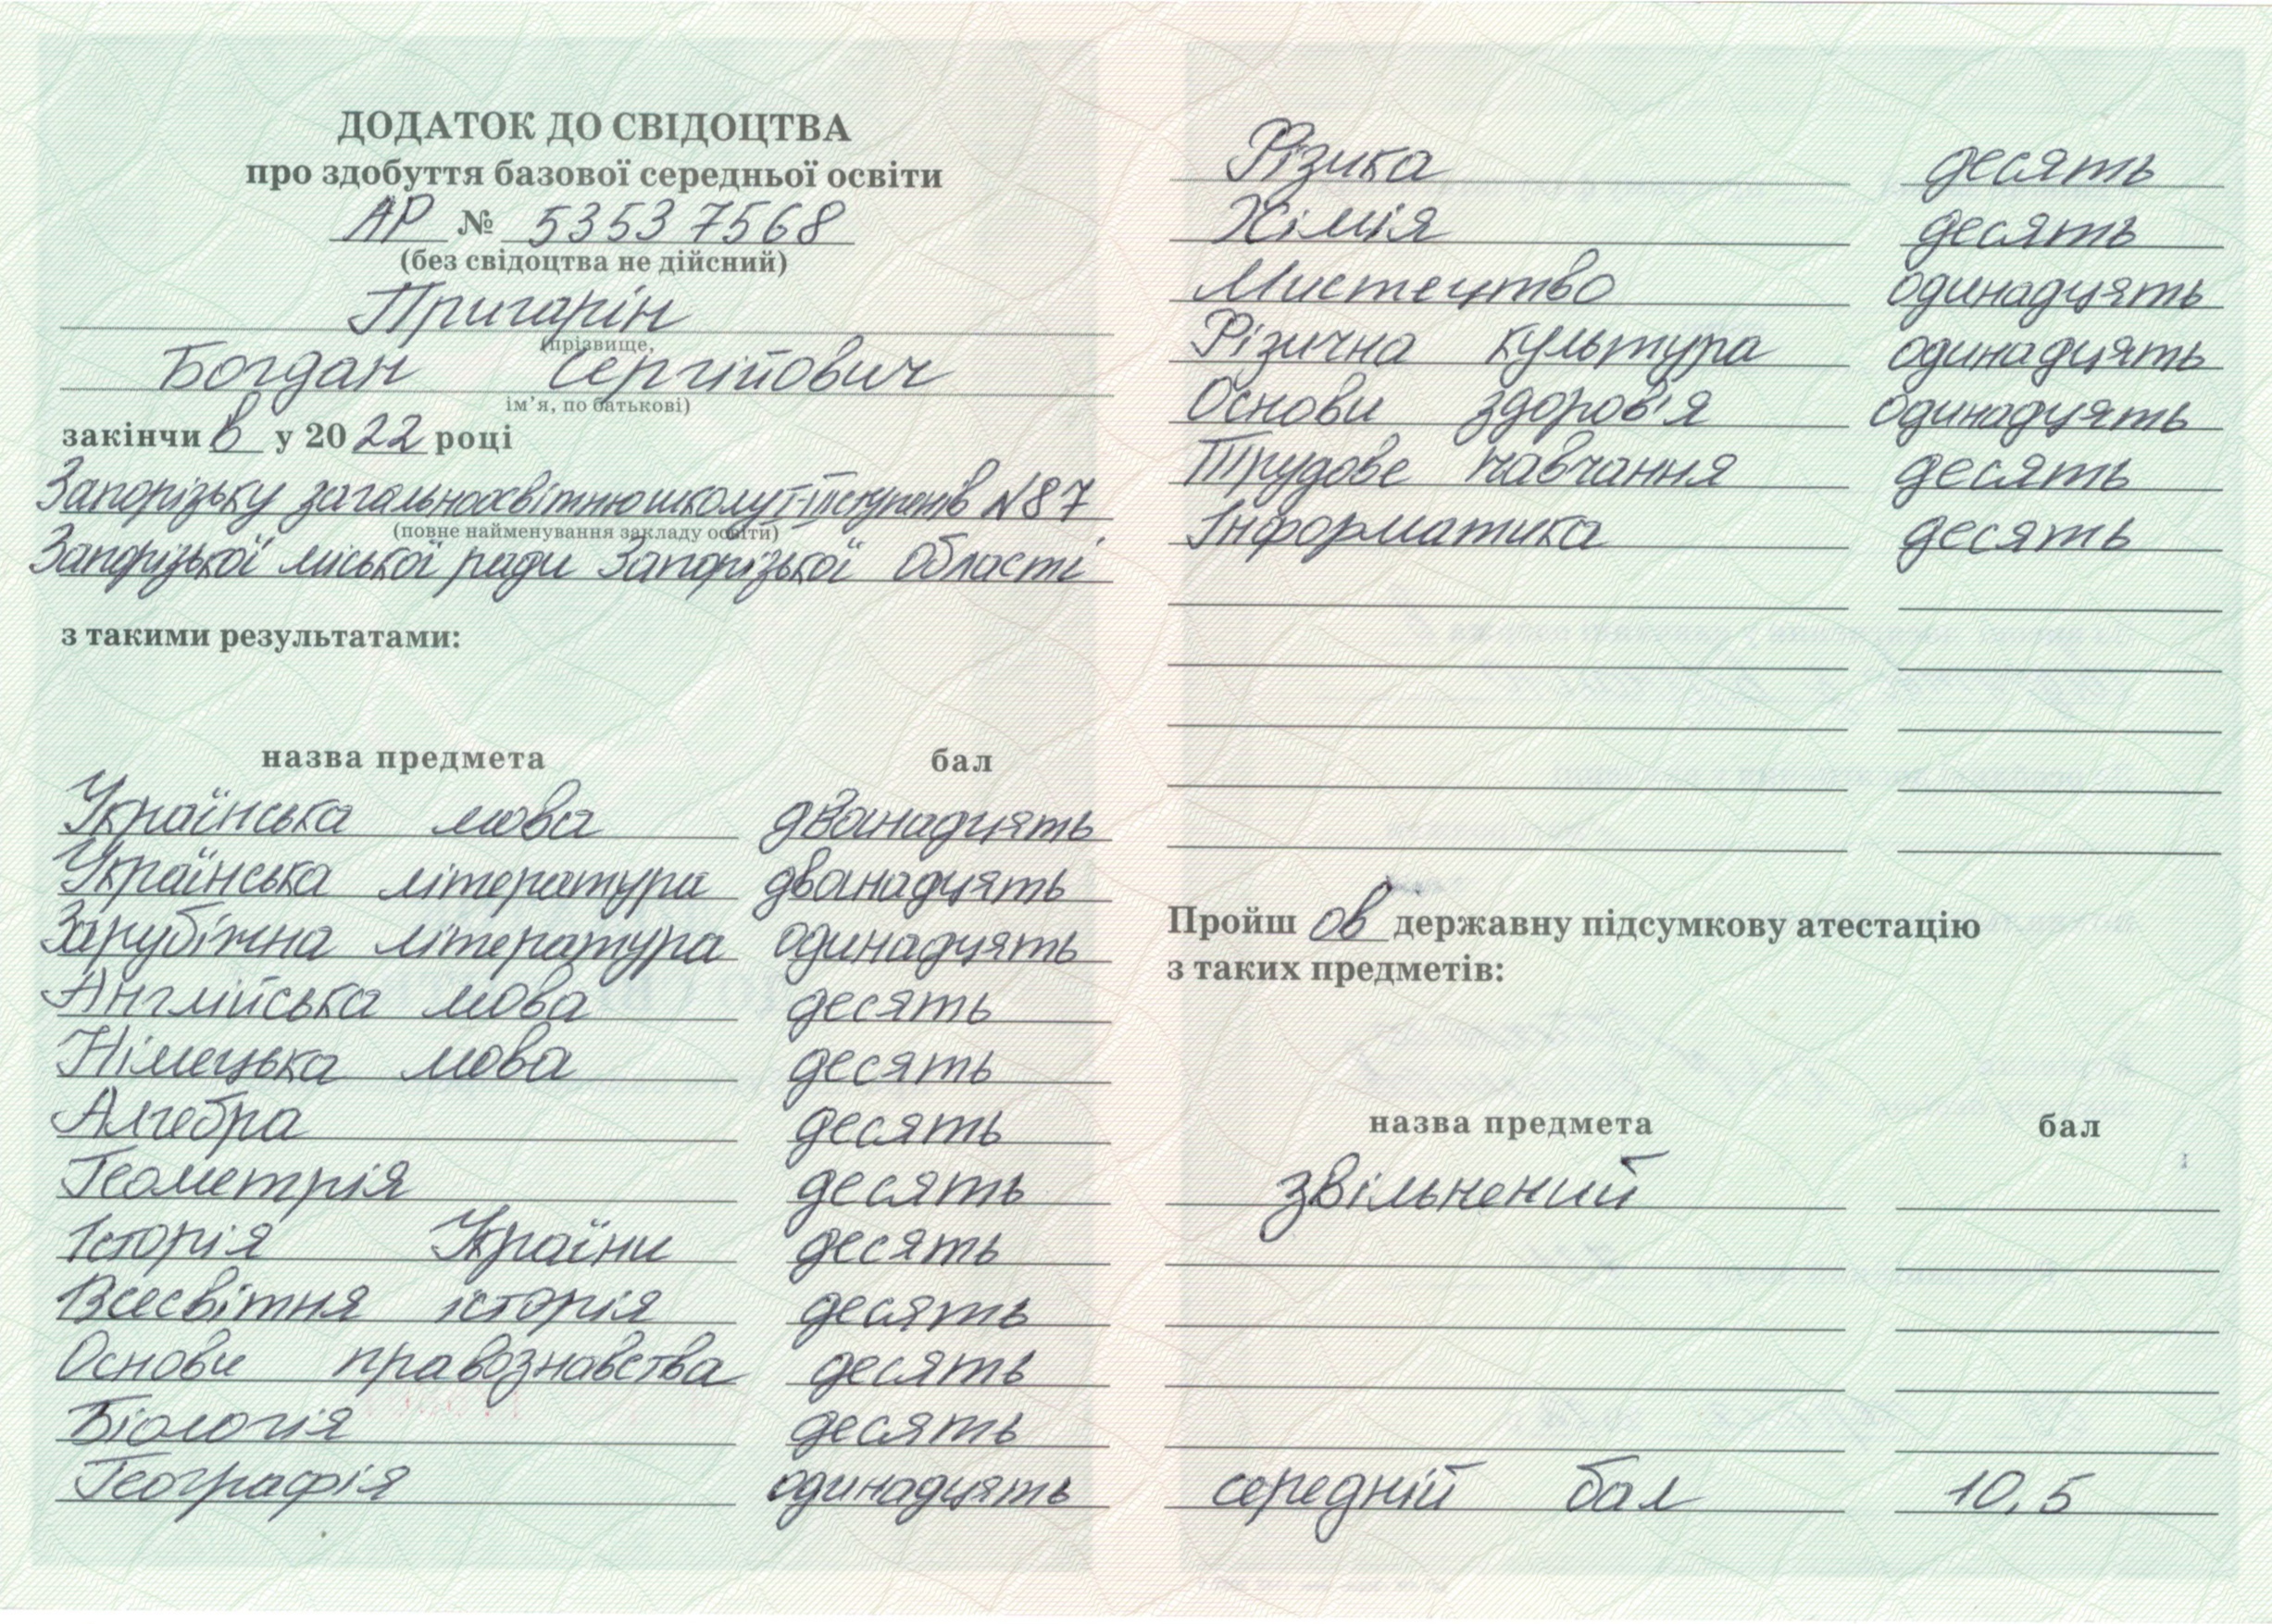 ДОДАТОК ДО СВІДОЦТВА
про здобуття базової середньої освіти
АР № 53537568
(без свідоцтва не дійсний)
Пригарін
(прізвище,
Богдан Сергійович
ім’я, по батькові)
закінчив у 2022 році
Запорізьку загальноосвітню школу І-ІІІ ступенів №87
(повне найменування закладу освіти)
Запорізької міської ради Запорізької області
з такими результатами:
назва предмета бал
Українська мова дванадцять
Українська література дванадцять
Зарубіжна література одинадцять
Англійська мова десять
Німецька мова десять
Алгебра десять
Геометрія десять
Історія України десять
Всесвітня історія десять
Основи правознавства десять
Біологія десять
Географія одинадцять
Фізика десять
Хімія десять
Мистецтво одинадцять
Фізична культура одинадцять
Основи здоров'я одинадцять
Трудове навчання десять
Інформатика десять
Пройшов державну підсумкову атестацію
з таких предметів:
назва предмета бал
звільнений
середній бал 10,5